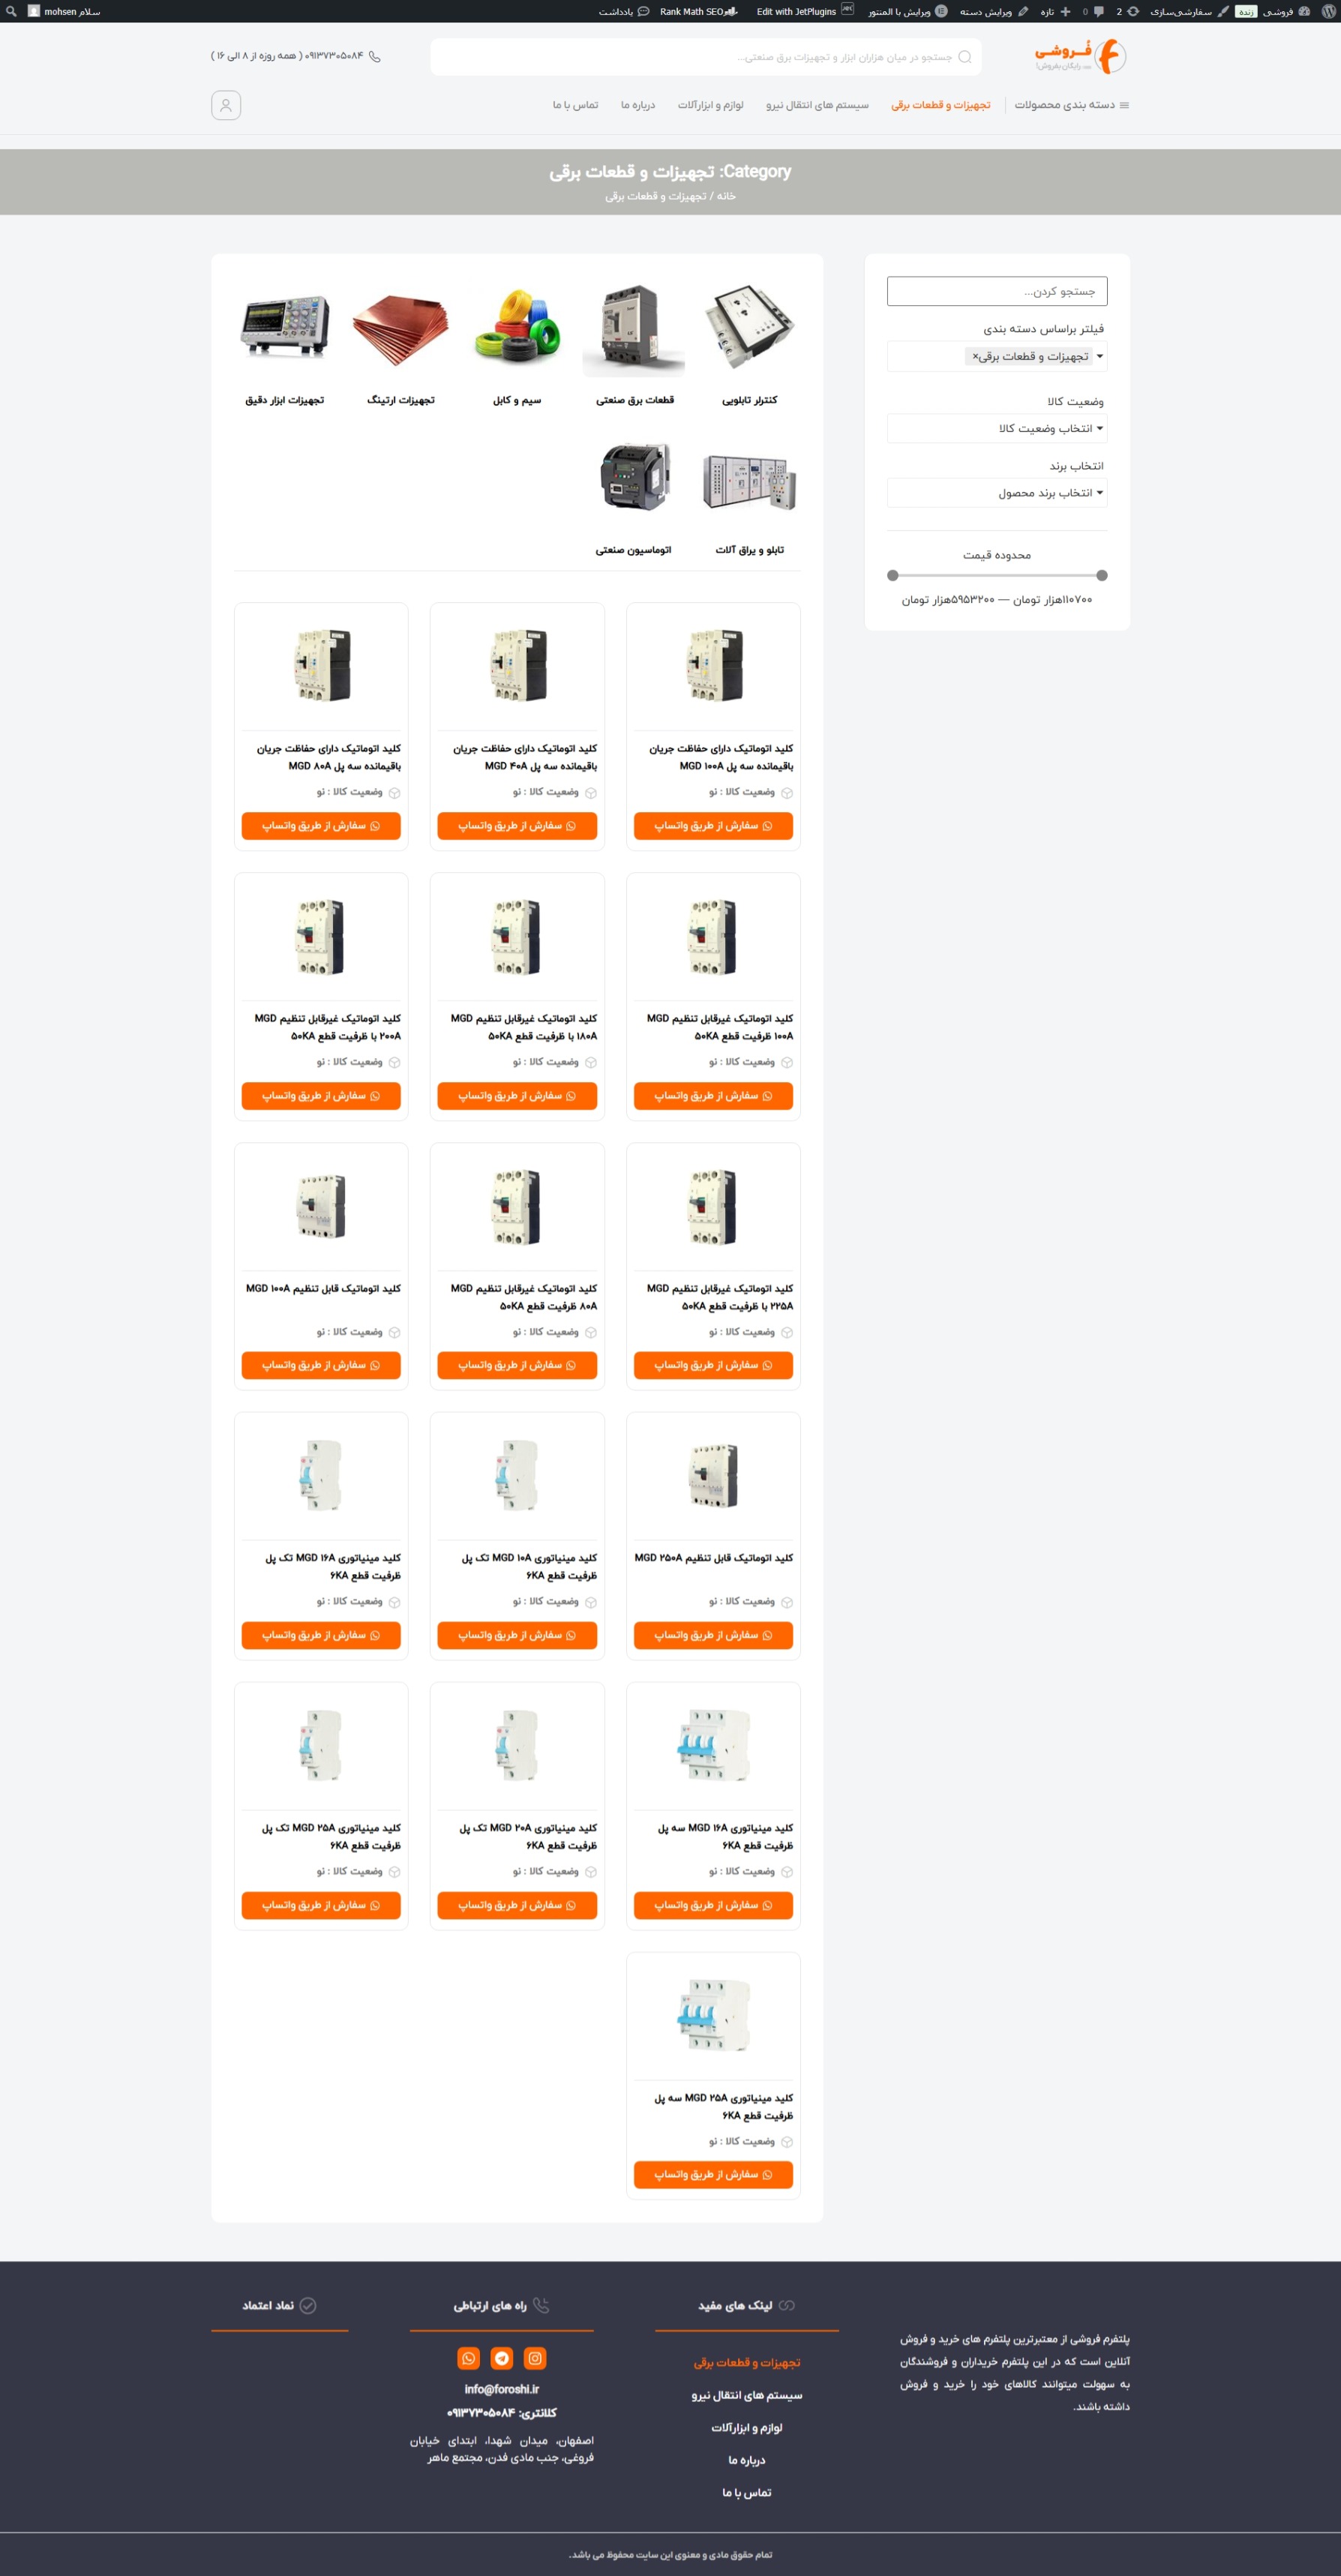 فروشی
زنده
سفارشی‌سازی
2
0
تازه
ویرایش دسته
ویرایش با المنتور
Edit with JetPlugins
Rank Math SEO
یادداشت
سلام mohsen
فُروشی
جستجو در میان هزاران ابزار و تجهیزات برق صنعتی...
۰۹۱۳۷۳۰۵۰۸۴ ( همه روزه از ۸ الی ۱۶ )
دسته بندی محصولات
تجهیزات و قطعات برقی
سیستم های انتقال نیرو
لوازم و ابزارآلات
درباره ما
تماس با ما
Category: تجهیزات و قطعات برقی
خانه / تجهیزات و قطعات برقی
جستجو کردن...
فیلتر براساس دسته بندی
تجهیزات و قطعات برقی×
وضعیت کالا
انتخاب وضعیت کالا
انتخاب برند
انتخاب برند محصول
محدوده قیمت
۱۱۰۷۰۰هزار تومان — ۵۹۵۳۲۰۰هزار تومان
کنترلر تابلویی
قطعات برق صنعتی
سیم و کابل
تجهیزات ارتینگ
تجهیزات ابزار دقیق
تابلو و یراق آلات
اتوماسیون صنعتی
کلید اتوماتیک دارای حفاظت جریان
باقیمانده سه پل MGD ۱۰۰A
وضعیت کالا : نو
سفارش از طریق واتساپ
کلید اتوماتیک دارای حفاظت جریان
باقیمانده سه پل MGD ۴۰A
وضعیت کالا : نو
سفارش از طریق واتساپ
کلید اتوماتیک دارای حفاظت جریان
باقیمانده سه پل MGD ۸۰A
وضعیت کالا : نو
سفارش از طریق واتساپ
کلید اتوماتیک غیرقابل تنظیم MGD
۱۰۰A ظرفیت قطع ۵۰KA
وضعیت کالا : نو
سفارش از طریق واتساپ
کلید اتوماتیک غیرقابل تنظیم MGD
۱۸۰A با ظرفیت قطع ۵۰KA
وضعیت کالا : نو
سفارش از طریق واتساپ
کلید اتوماتیک غیرقابل تنظیم MGD
۲۰۰A با ظرفیت قطع ۵۰KA
وضعیت کالا : نو
سفارش از طریق واتساپ
کلید اتوماتیک غیرقابل تنظیم MGD
۲۲۵A با ظرفیت قطع ۵۰KA
وضعیت کالا : نو
سفارش از طریق واتساپ
کلید اتوماتیک غیرقابل تنظیم MGD
۸۰A ظرفیت قطع ۵۰KA
وضعیت کالا : نو
سفارش از طریق واتساپ
کلید اتوماتیک قابل تنظیم MGD ۱۰۰A
وضعیت کالا : نو
سفارش از طریق واتساپ
کلید اتوماتیک قابل تنظیم MGD ۲۵۰A
وضعیت کالا : نو
سفارش از طریق واتساپ
کلید مینیاتوری MGD ۱۰A تک پل
ظرفیت قطع ۶KA
وضعیت کالا : نو
سفارش از طریق واتساپ
کلید مینیاتوری MGD ۱۶A تک پل
ظرفیت قطع ۶KA
وضعیت کالا : نو
سفارش از طریق واتساپ
کلید مینیاتوری MGD ۱۶A سه پل
ظرفیت قطع ۶KA
وضعیت کالا : نو
سفارش از طریق واتساپ
کلید مینیاتوری MGD ۲۰A تک پل
ظرفیت قطع ۶KA
وضعیت کالا : نو
سفارش از طریق واتساپ
کلید مینیاتوری MGD ۲۵A تک پل
ظرفیت قطع ۶KA
وضعیت کالا : نو
سفارش از طریق واتساپ
کلید مینیاتوری MGD ۲۵A سه پل
ظرفیت قطع ۶KA
وضعیت کالا : نو
سفارش از طریق واتساپ
پلتفرم فروشی از معتبرترین پلتفرم های خرید و فروش
آنلاین است که در این پلتفرم خریداران و فروشندگان
به سهولت میتوانند کالاهای خود را خرید و فروش
داشته باشند.
لینک های مفید
تجهیزات و قطعات برقی
سیستم های انتقال نیرو
لوازم و ابزارآلات
درباره ما
تماس با ما
راه های ارتباطی
info@foroshi.ir
کلانتری: ۰۹۱۳۷۳۰۵۰۸۴
اصفهان، میدان شهدا، ابتدای خیابان
فروغی، جنب مادی فدن، مجتمع ماهر
نماد اعتماد
تمام حقوق مادی و معنوی این سایت محفوظ می باشد.